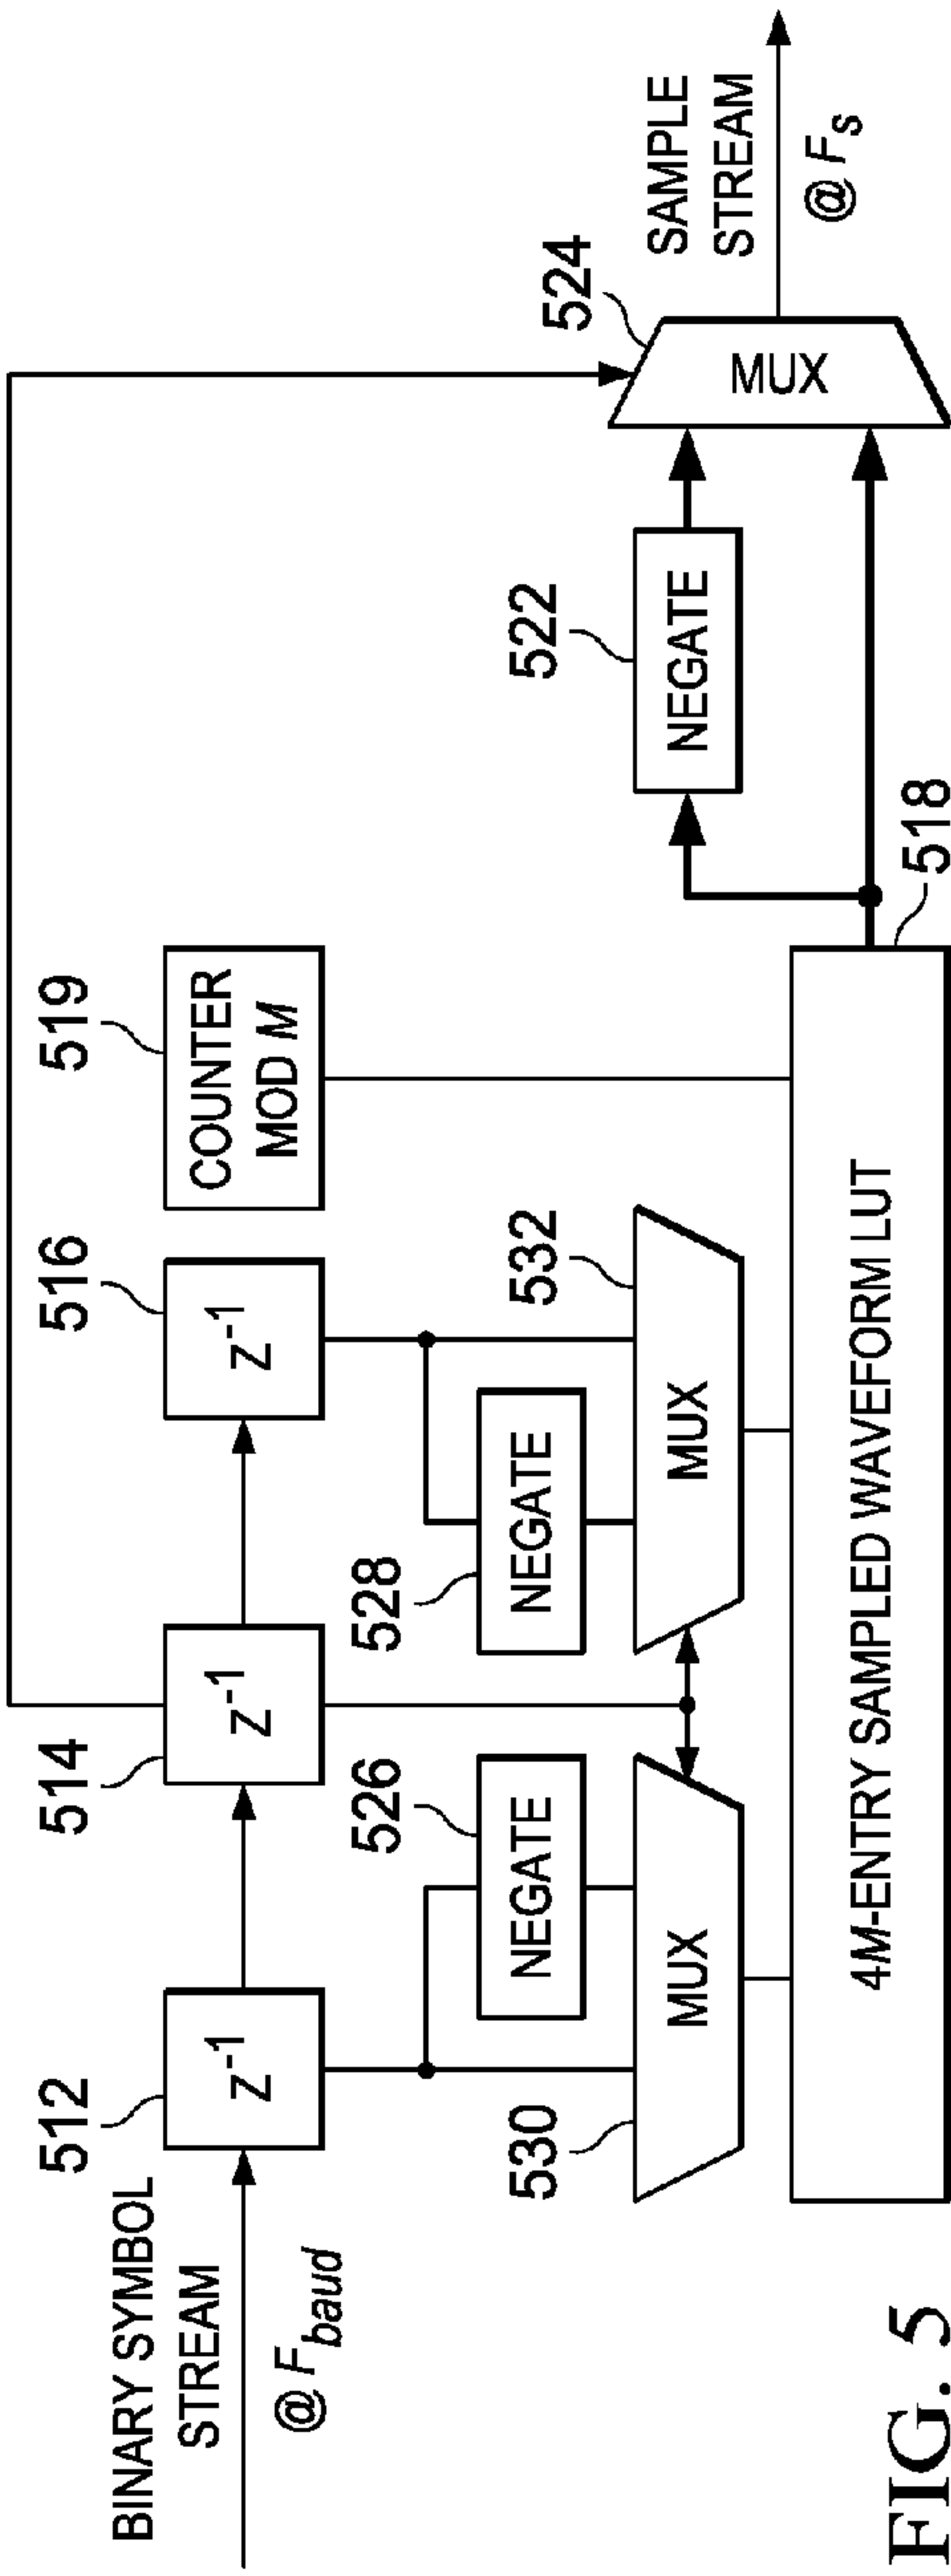 BINARY SYMBOL
STREAM
@ F_baud
512
z⁻¹
514
z⁻¹
516
z⁻¹
519
COUNTER
MOD M
526
NEGATE
528
NEGATE
530
MUX
532
MUX
4M-ENTRY SAMPLED WAVEFORM LUT
518
522
NEGATE
524
MUX
SAMPLE
STREAM
@ F_s
FIG. 5